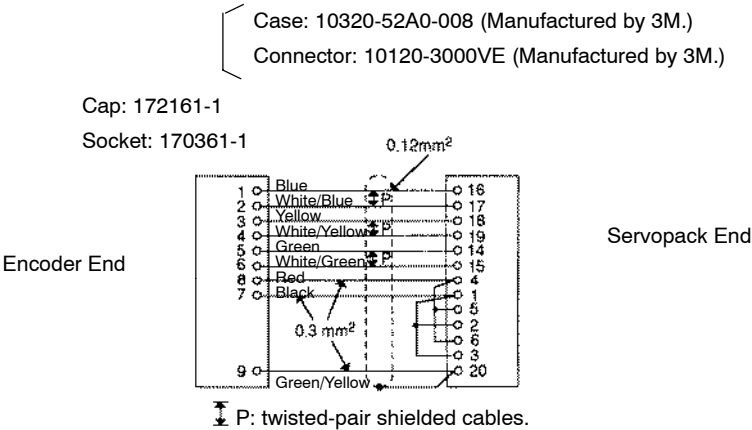 Case: 10320-52A0-008 (Manufactured by 3M.)
Connector: 10120-3000VE (Manufactured by 3M.)
Cap: 172161-1
Socket: 170361-1
0.12mm²
1 Blue 16
2 White/Blue P 17
3 Yellow 18
4 White/Yellow P 19
5 Green 14
6 White/Green P 15
8 Red 4
7 Black 1
5
2
6
3
9 Green/Yellow 20
0.3 mm²
Encoder End
Servopack End
P: twisted-pair shielded cables.